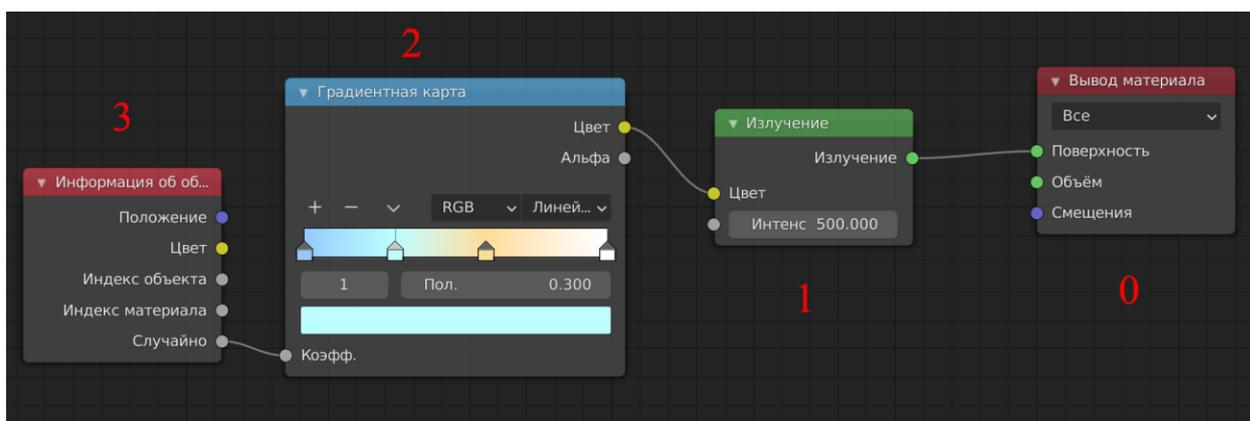 3
Информация об об...
Положение
Цвет
Индекс объекта
Индекс материала
Случайно
2
Градиентная карта
Цвет
Альфа
RGB Линей...
1 Пол. 0.300
Коэфф.
Излучение
Излучение
Цвет
Интенс 500.000
1
Вывод материала
Все
Поверхность
Объём
Смещения
0